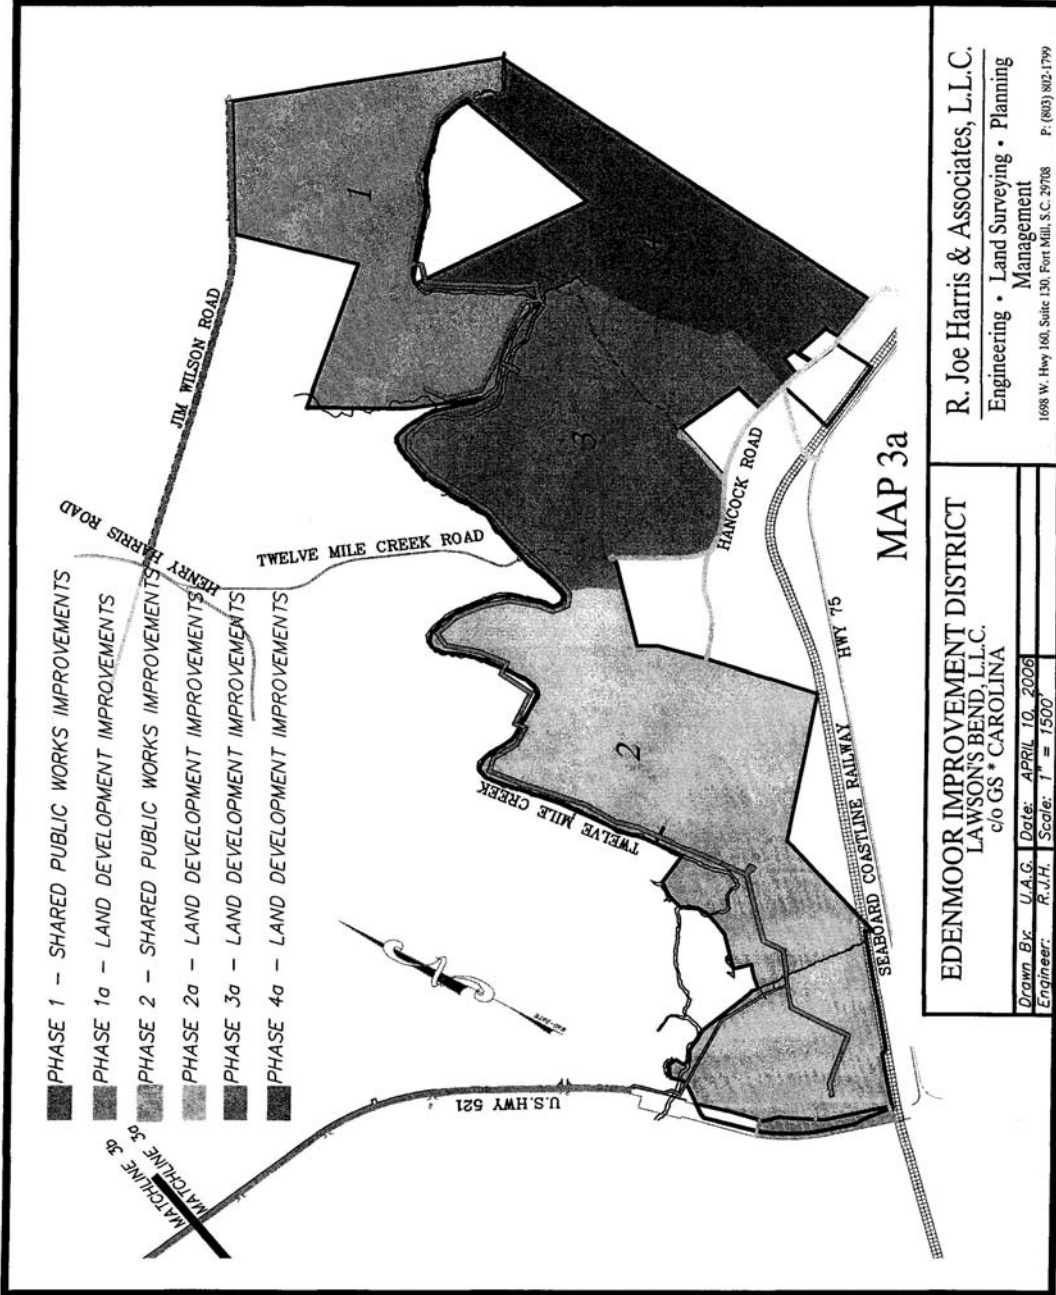 MATCHLINE 3b
MATCHLINE 3a
PHASE 1 - SHARED PUBLIC WORKS IMPROVEMENTS
PHASE 1a - LAND DEVELOPMENT IMPROVEMENTS
PHASE 2 - SHARED PUBLIC WORKS IMPROVEMENTS
PHASE 2a - LAND DEVELOPMENT IMPROVEMENTS
PHASE 3a - LAND DEVELOPMENT IMPROVEMENTS
PHASE 4a - LAND DEVELOPMENT IMPROVEMENTS
HENRY HARRIS ROAD
JIM WILSON ROAD
TWELVE MILE CREEK ROAD
U.S.HWY 521
TWELVE MILE CREEK
1
2
3
4
HANCOCK ROAD
SEABOARD COASTLINE RAILWAY
HWY 75
MAP 3a
EDENMOOR IMPROVEMENT DISTRICT
LAWSON'S BEND, L.L.C.
c/o GS * CAROLINA
Drawn By: U.A.G. Date: APRIL 10, 2006
Engineer: R.J.H. Scale: 1" = 1500'
R. Joe Harris & Associates, L.L.C.
Engineering • Land Surveying • Planning
Management
1698 W. Hwy 160, Suite 130, Fort Mill, S.C. 29708 P: (803) 802-1799